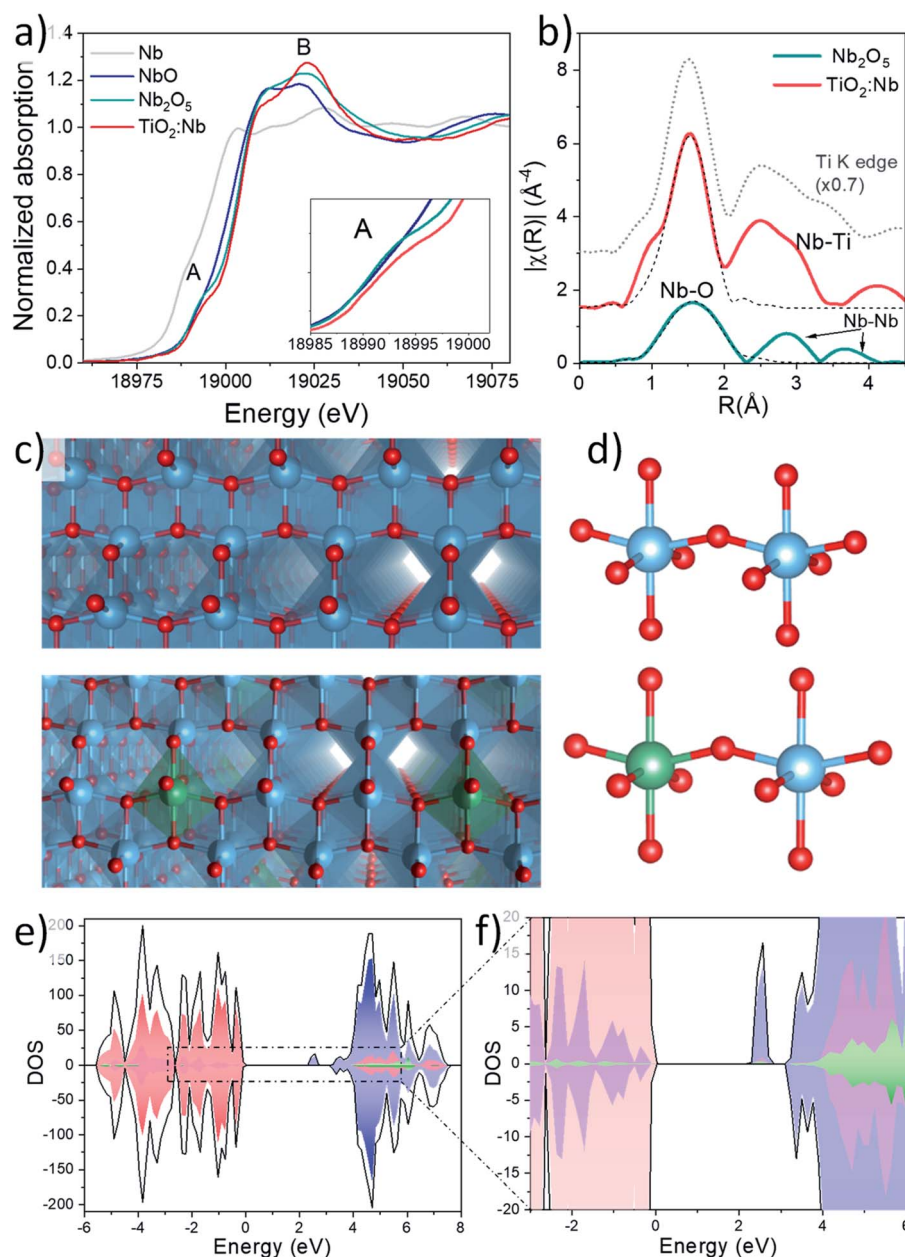 a)
Normalized absorption
1.4
1.2
1.0
0.8
0.6
0.4
0.2
0.0
Nb
NbO
Nb₂O₅
TiO₂:Nb
B
A
A
18985 18990 18995 19000
18975 19000 19025 19050 19080
Energy (eV)
b)
|χ(R)| (Å⁻⁴)
8
6
4
2
0
Nb₂O₅
TiO₂:Nb
Ti K edge
(x0.7)
Nb-Ti
Nb-O
Nb-Nb
0 1 2 3 4
R(Å)
c)
d)
e)
DOS
200
150
100
50
0
-50
-100
-150
-200
-6 -4 -2 0 2 4 6 8
Energy (eV)
f)
DOS
20
15
10
5
0
-5
-10
-15
-20
-2 0 2 4 6
Energy (eV)